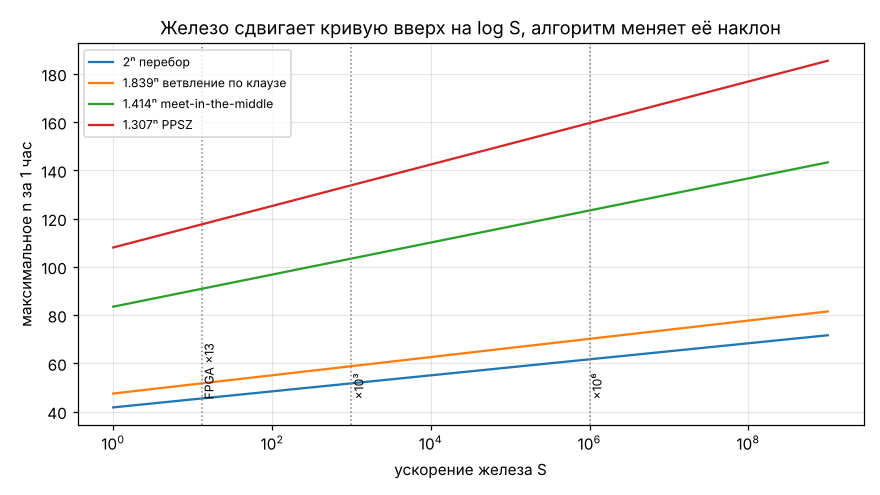 Железо сдвигает кривую вверх на log S, алгоритм меняет её наклон
2ⁿ перебор
1.839ⁿ ветвление по клаузе
1.414ⁿ meet-in-the-middle
1.307ⁿ PPSZ
максимальное n за 1 час
180
160
140
120
100
80
60
40
FPGA ×13
×10³
×10⁶
10⁰ 10² 10⁴ 10⁶ 10⁸
ускорение железа S